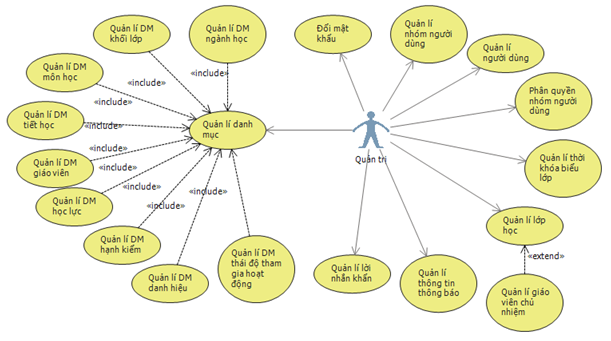 Quản lí DM
khối lớp
Quản lí DM
ngành học
Đổi mật
khẩu
Quản lí
nhóm người
dùng
Quản lí
người dùng
Quản lí DM
môn học
«include»
«include»
Phân quyền
nhóm người
dùng
Quản lí DM
tiết học
«include»
«include»
Quản lí danh
mục
Quản trị
Quản lí DM
giáo viên
«include»
Quản lí thời
khóa biểu
lớp
Quản lí DM
học lực
«include»
«include»
«include»
Quản lí lớp
học
Quản lí DM
hạnh kiểm
Quản lí DM
thái độ tham
gia hoạt
động
«extend»
Quản lí DM
danh hiệu
Quản lí lời
nhắn khẩn
Quản lí
thông tin
thông báo
Quản lí giáo
viên chủ
nhiệm